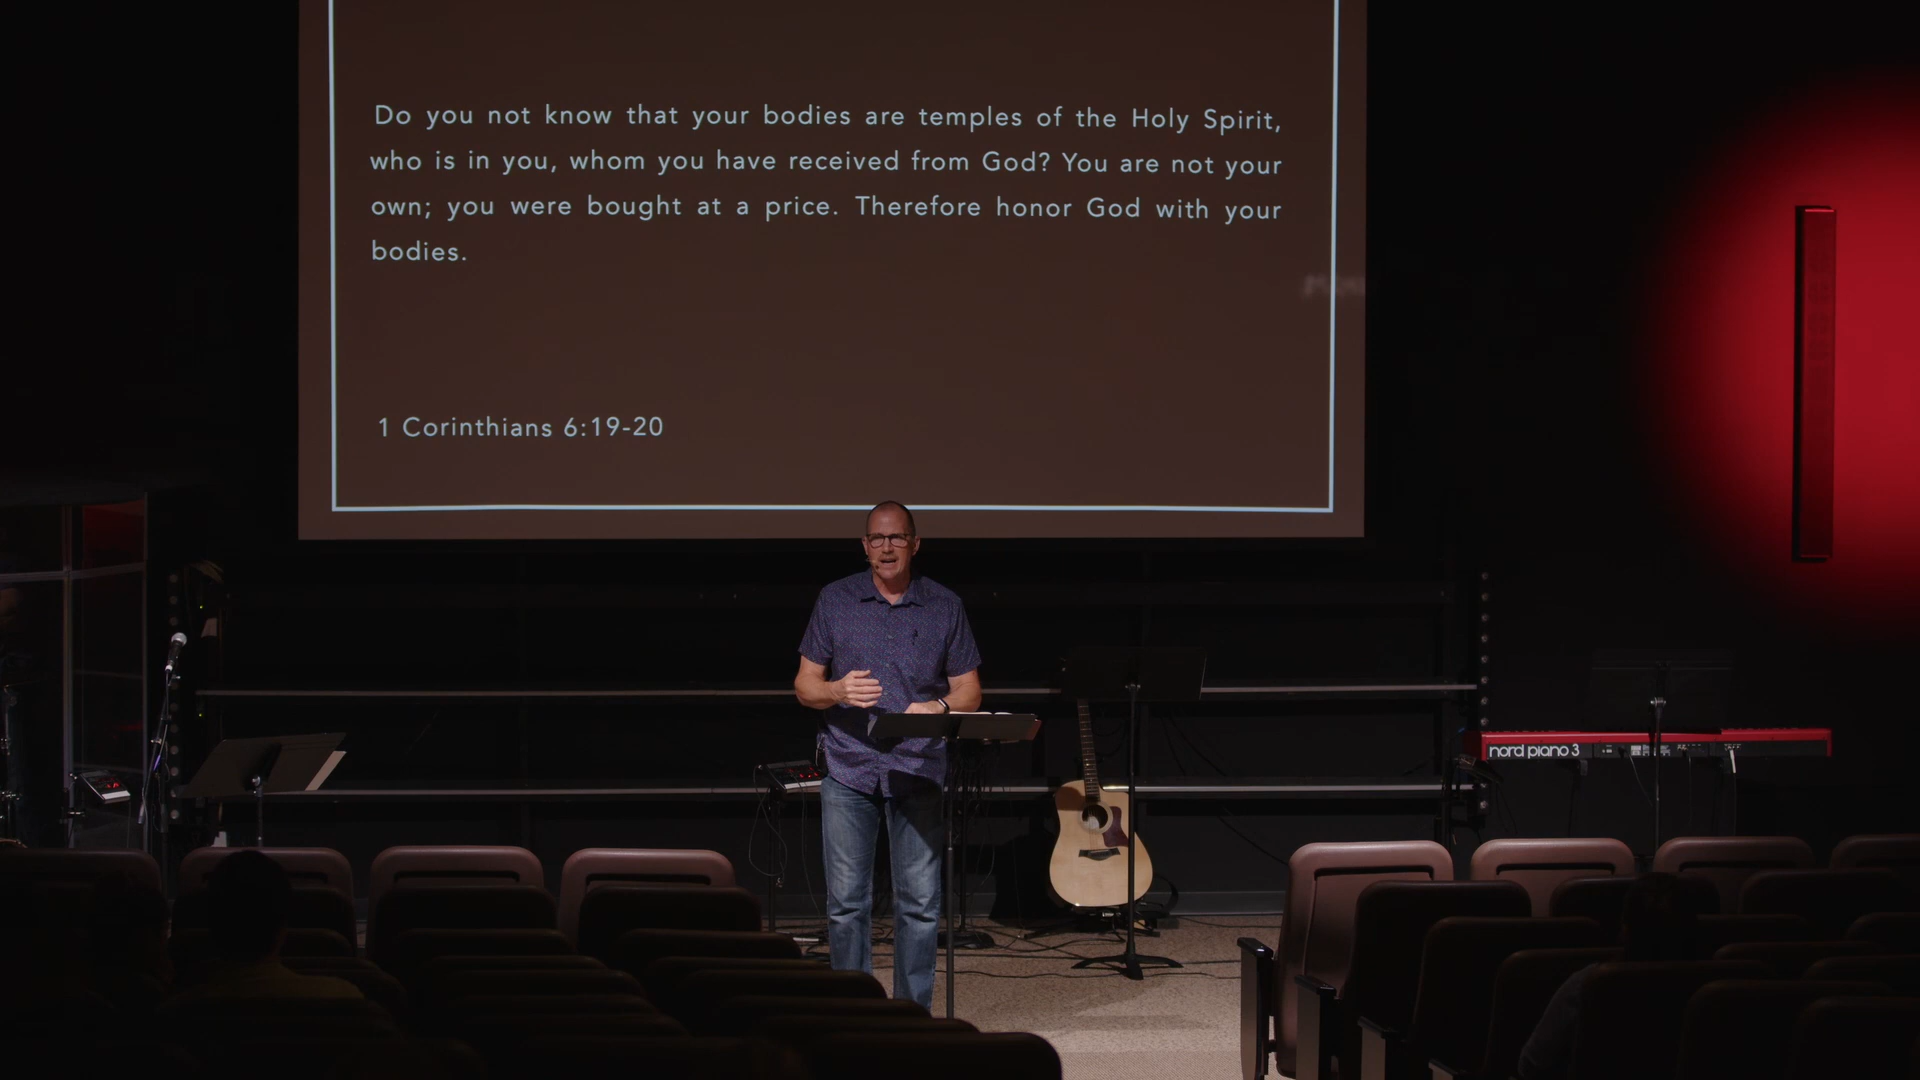 Do you not know that your bodies are temples of the Holy Spirit,
who is in you, whom you have received from God? You are not your
own; you were bought at a price. Therefore honor God with your
bodies.
1 Corinthians 6:19-20
nord piano 3